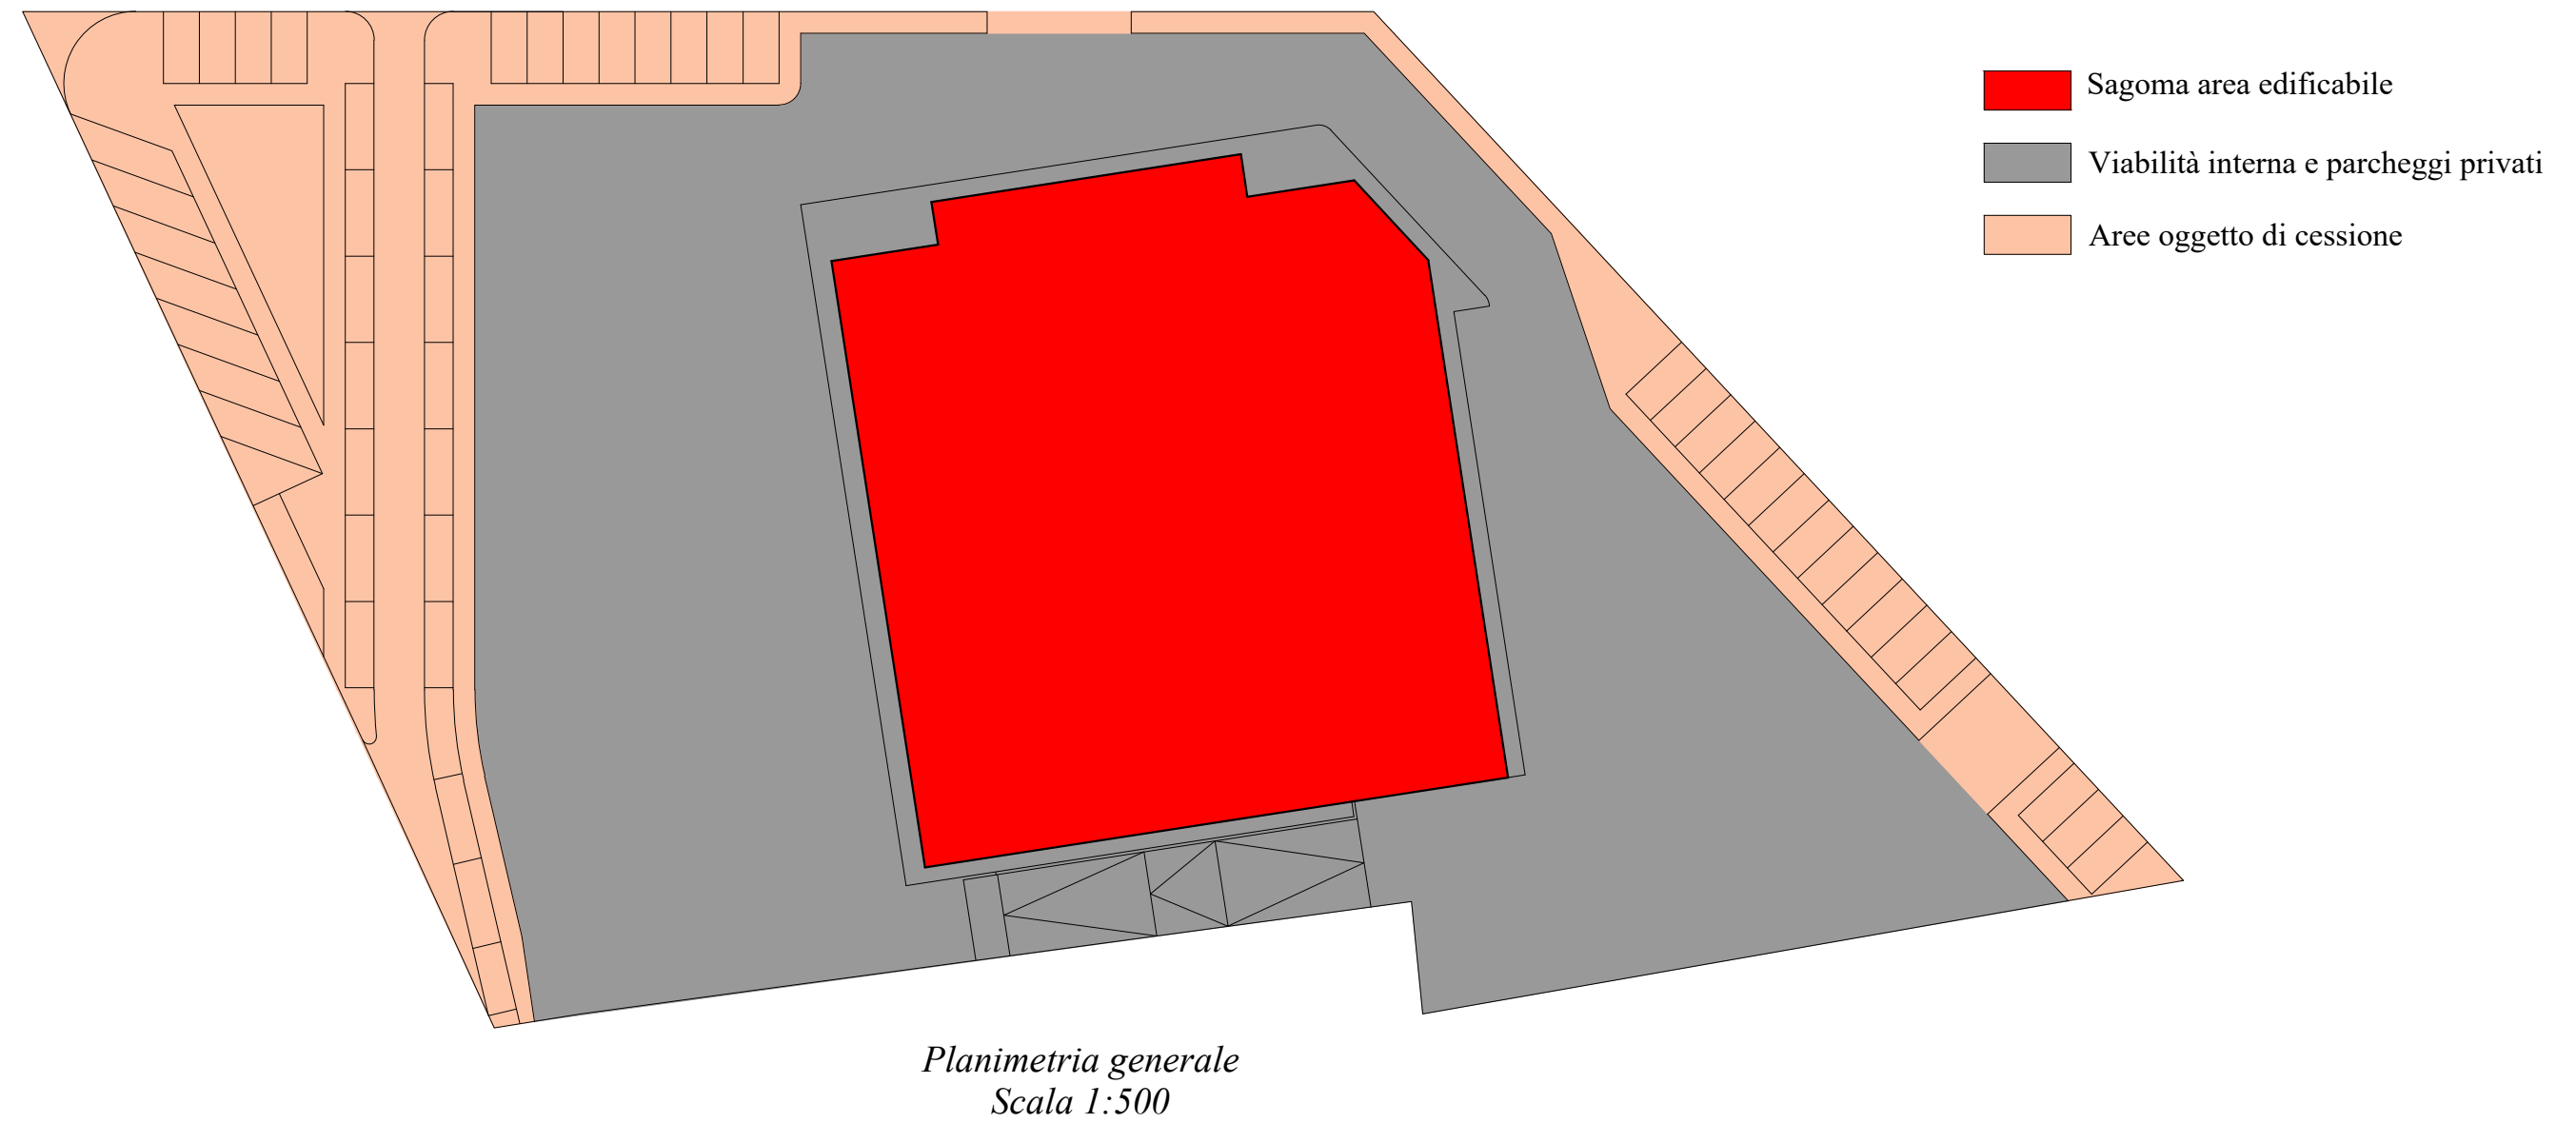 Sagoma area edificabile
Viabilità interna e parcheggi privati
Aree oggetto di cessione
Planimetria generale
Scala 1:500